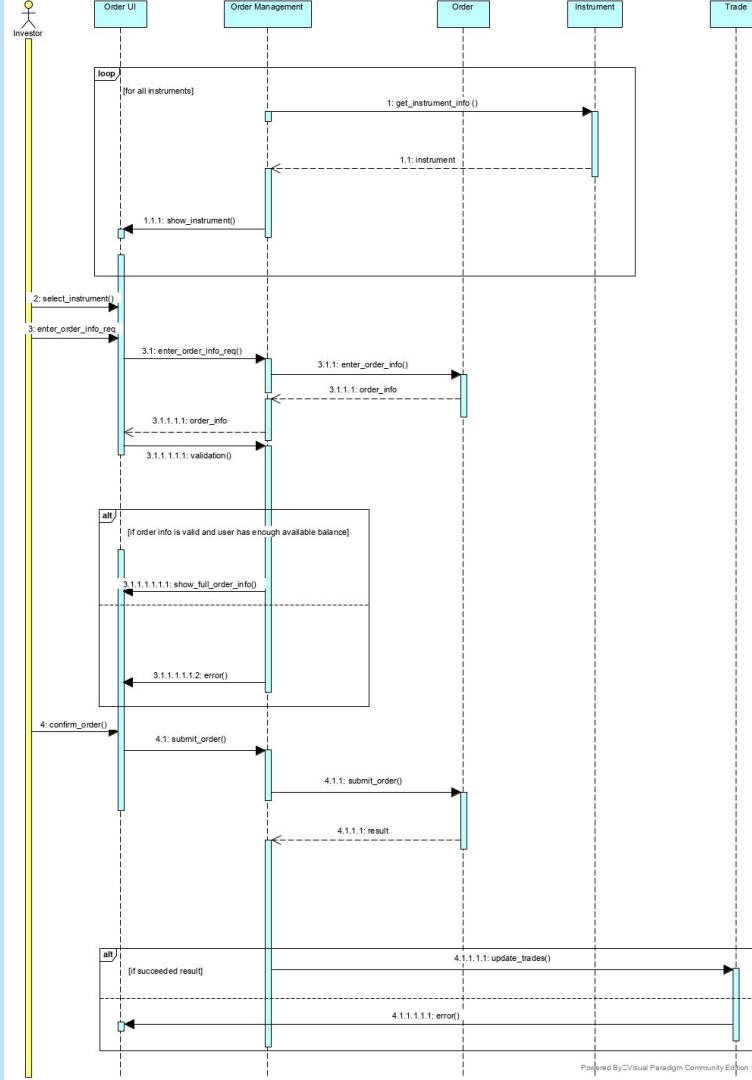 Order UI
Order Management
Order
Instrument
Trade
Investor
loop
[for all instruments]
1: get_instrument_info ()
1.1: instrument
1.1.1: show_instrument()
2: select_instrument()
3: enter_order_info_req
3.1: enter_order_info_req()
3.1.1: enter_order_info()
3.1.1.1: order_info
3.1.1.1.1: order_info
3.1.1.1.1.1: validation()
alt
[if order info is valid and user has enough available balance]
3.1.1.1.1.1.1: show_full_order_info()
3.1.1.1.1.1.2: error()
4: confirm_order()
4.1: submit_order()
4.1.1: submit_order()
4.1.1.1: result
alt
4.1.1.1.1: update_trades()
[if succeeded result]
4.1.1.1.1.1: error()
Powered By Visual Paradigm Community Edition